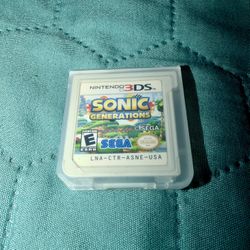 NINTENDO 3DS
SONIC
GENERATIONS
SEGA
E
SEGA
LNA-CTR-ASNE-USA